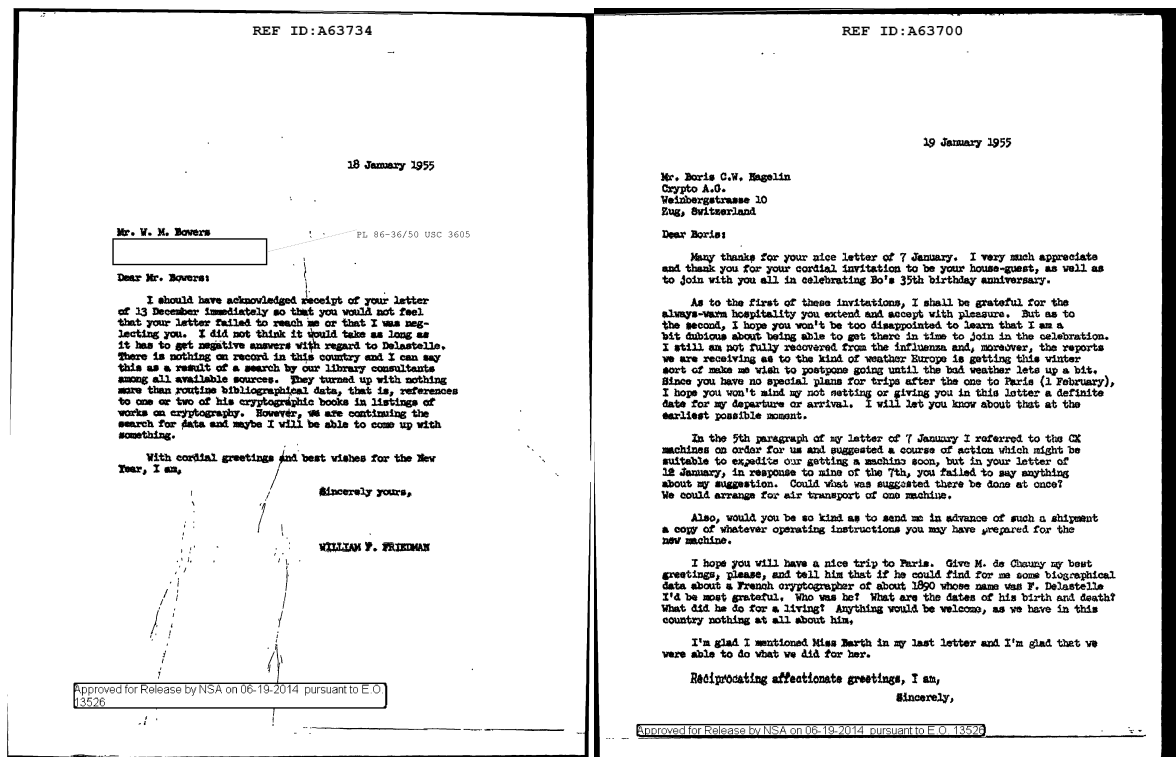 REF ID:A63734
18 January 1955
Mr. W. M. Bowers
PL 86-36/50 USC 3605
Dear Mr. Bowers:
I should have acknowledged receipt of your letter
of 13 December immediately so that you would not feel
that your letter failed to reach me or that I was neg-
lecting you. I did not think it would take as long as
it has to get negative answers with regard to Delastelle.
There is nothing on record in this country and I can say
this as a result of a search by our library consultants
among all available sources. They turned up with nothing
more than routine bibliographical data, that is, references
to one or two of his cryptographic books in listings of
works on cryptography. However, we are continuing the
search for data and maybe I will be able to come up with
something.
With cordial greetings and best wishes for the New
Year, I am,
Sincerely yours,
WILLIAM F. FRIEDMAN
Approved for Release by NSA on 06-19-2014 pursuant to E.O.
13526
REF ID:A63700
19 January 1955
Mr. Boris C.W. Hagelin
Crypto A.G.
Weinbergstrasse 10
Zug, Switzerland
Dear Boris:
Many thanks for your nice letter of 7 January. I very much appreciate
and thank you for your cordial invitation to be your house-guest, as well as
to join with you all in celebrating Bo's 35th birthday anniversary.
As to the first of these invitations, I shall be grateful for the
always-warm hospitality you extend and accept with pleasure. But as to
the second, I hope you won't be too disappointed to learn that I am a
bit dubious about being able to get there in time to join in the celebration.
I still am not fully recovered from the influenza and, moreover, the reports
we are receiving as to the kind of weather Europe is getting this winter
sort of make me wish to postpone going until the bad weather lets up a bit.
Since you have no special plans for trips after the one to Paris (1 February),
I hope you won't mind my not setting or giving you in this letter a definite
date for my departure or arrival. I will let you know about that at the
earliest possible moment.
In the 5th paragraph of my letter of 7 January I referred to the CX
machines on order for us and suggested a course of action which might be
suitable to expedite our getting a machine soon, but in your letter of
12 January, in response to mine of the 7th, you failed to say anything
about my suggestion. Could what was suggested there be done at once?
We could arrange for air transport of one machine.
Also, would you be so kind as to send me in advance of such a shipment
a copy of whatever operating instructions you may have prepared for the
new machine.
I hope you will have a nice trip to Paris. Give M. de Chauny my best
greetings, please, and tell him that if he could find for me some biographical
data about a French cryptographer of about 1890 whose name was F. Delastelle
I'd be most grateful. Who was he? What are the dates of his birth and death?
What did he do for a living? Anything would be welcome, as we have in this
country nothing at all about him.
I'm glad I mentioned Miss Barth in my last letter and I'm glad that we
were able to do what we did for her.
Reciprocating affectionate greetings, I am,
Sincerely,
Approved for Release by NSA on 06-19-2014 pursuant to E.O. 13526